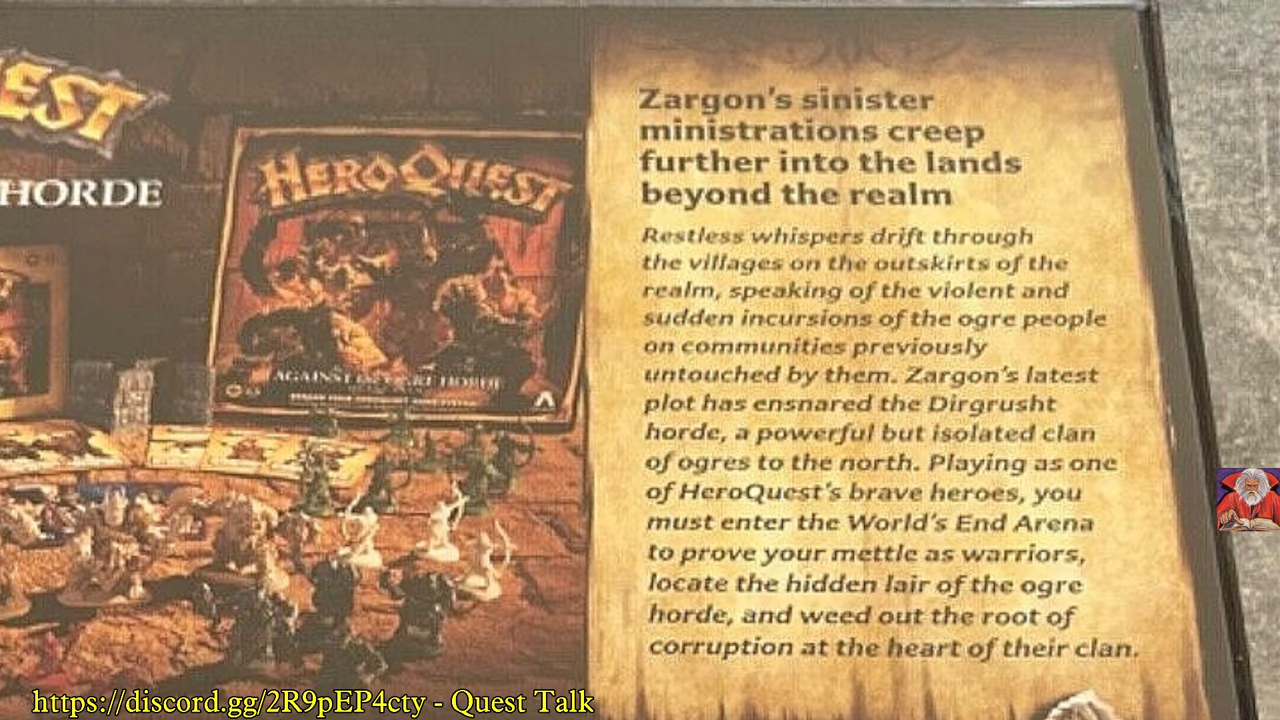 EST
HORDE
HEROQUEST
AGAINST THE OGRE HORDE
Zargon's sinister
ministrations creep
further into the lands
beyond the realm
Restless whispers drift through
the villages on the outskirts of the
realm, speaking of the violent and
sudden incursions of the ogre people
on communities previously
untouched by them. Zargon's latest
plot has ensnared the Dirgrusht
horde, a powerful but isolated clan
of ogres to the north. Playing as one
of HeroQuest's brave heroes, you
must enter the World's End Arena
to prove your mettle as warriors,
locate the hidden lair of the ogre
horde, and weed out the root of
corruption at the heart of their clan.
https://discord.gg/2R9pEP4cty - Quest Talk